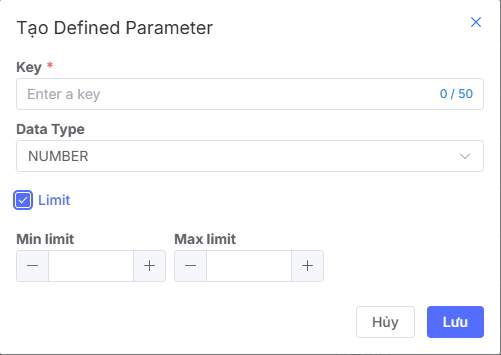 Tạo Defined Parameter
Key *
Enter a key
0 / 50
Data Type
NUMBER
Limit
Min limit
Max limit
Hủy
Lưu